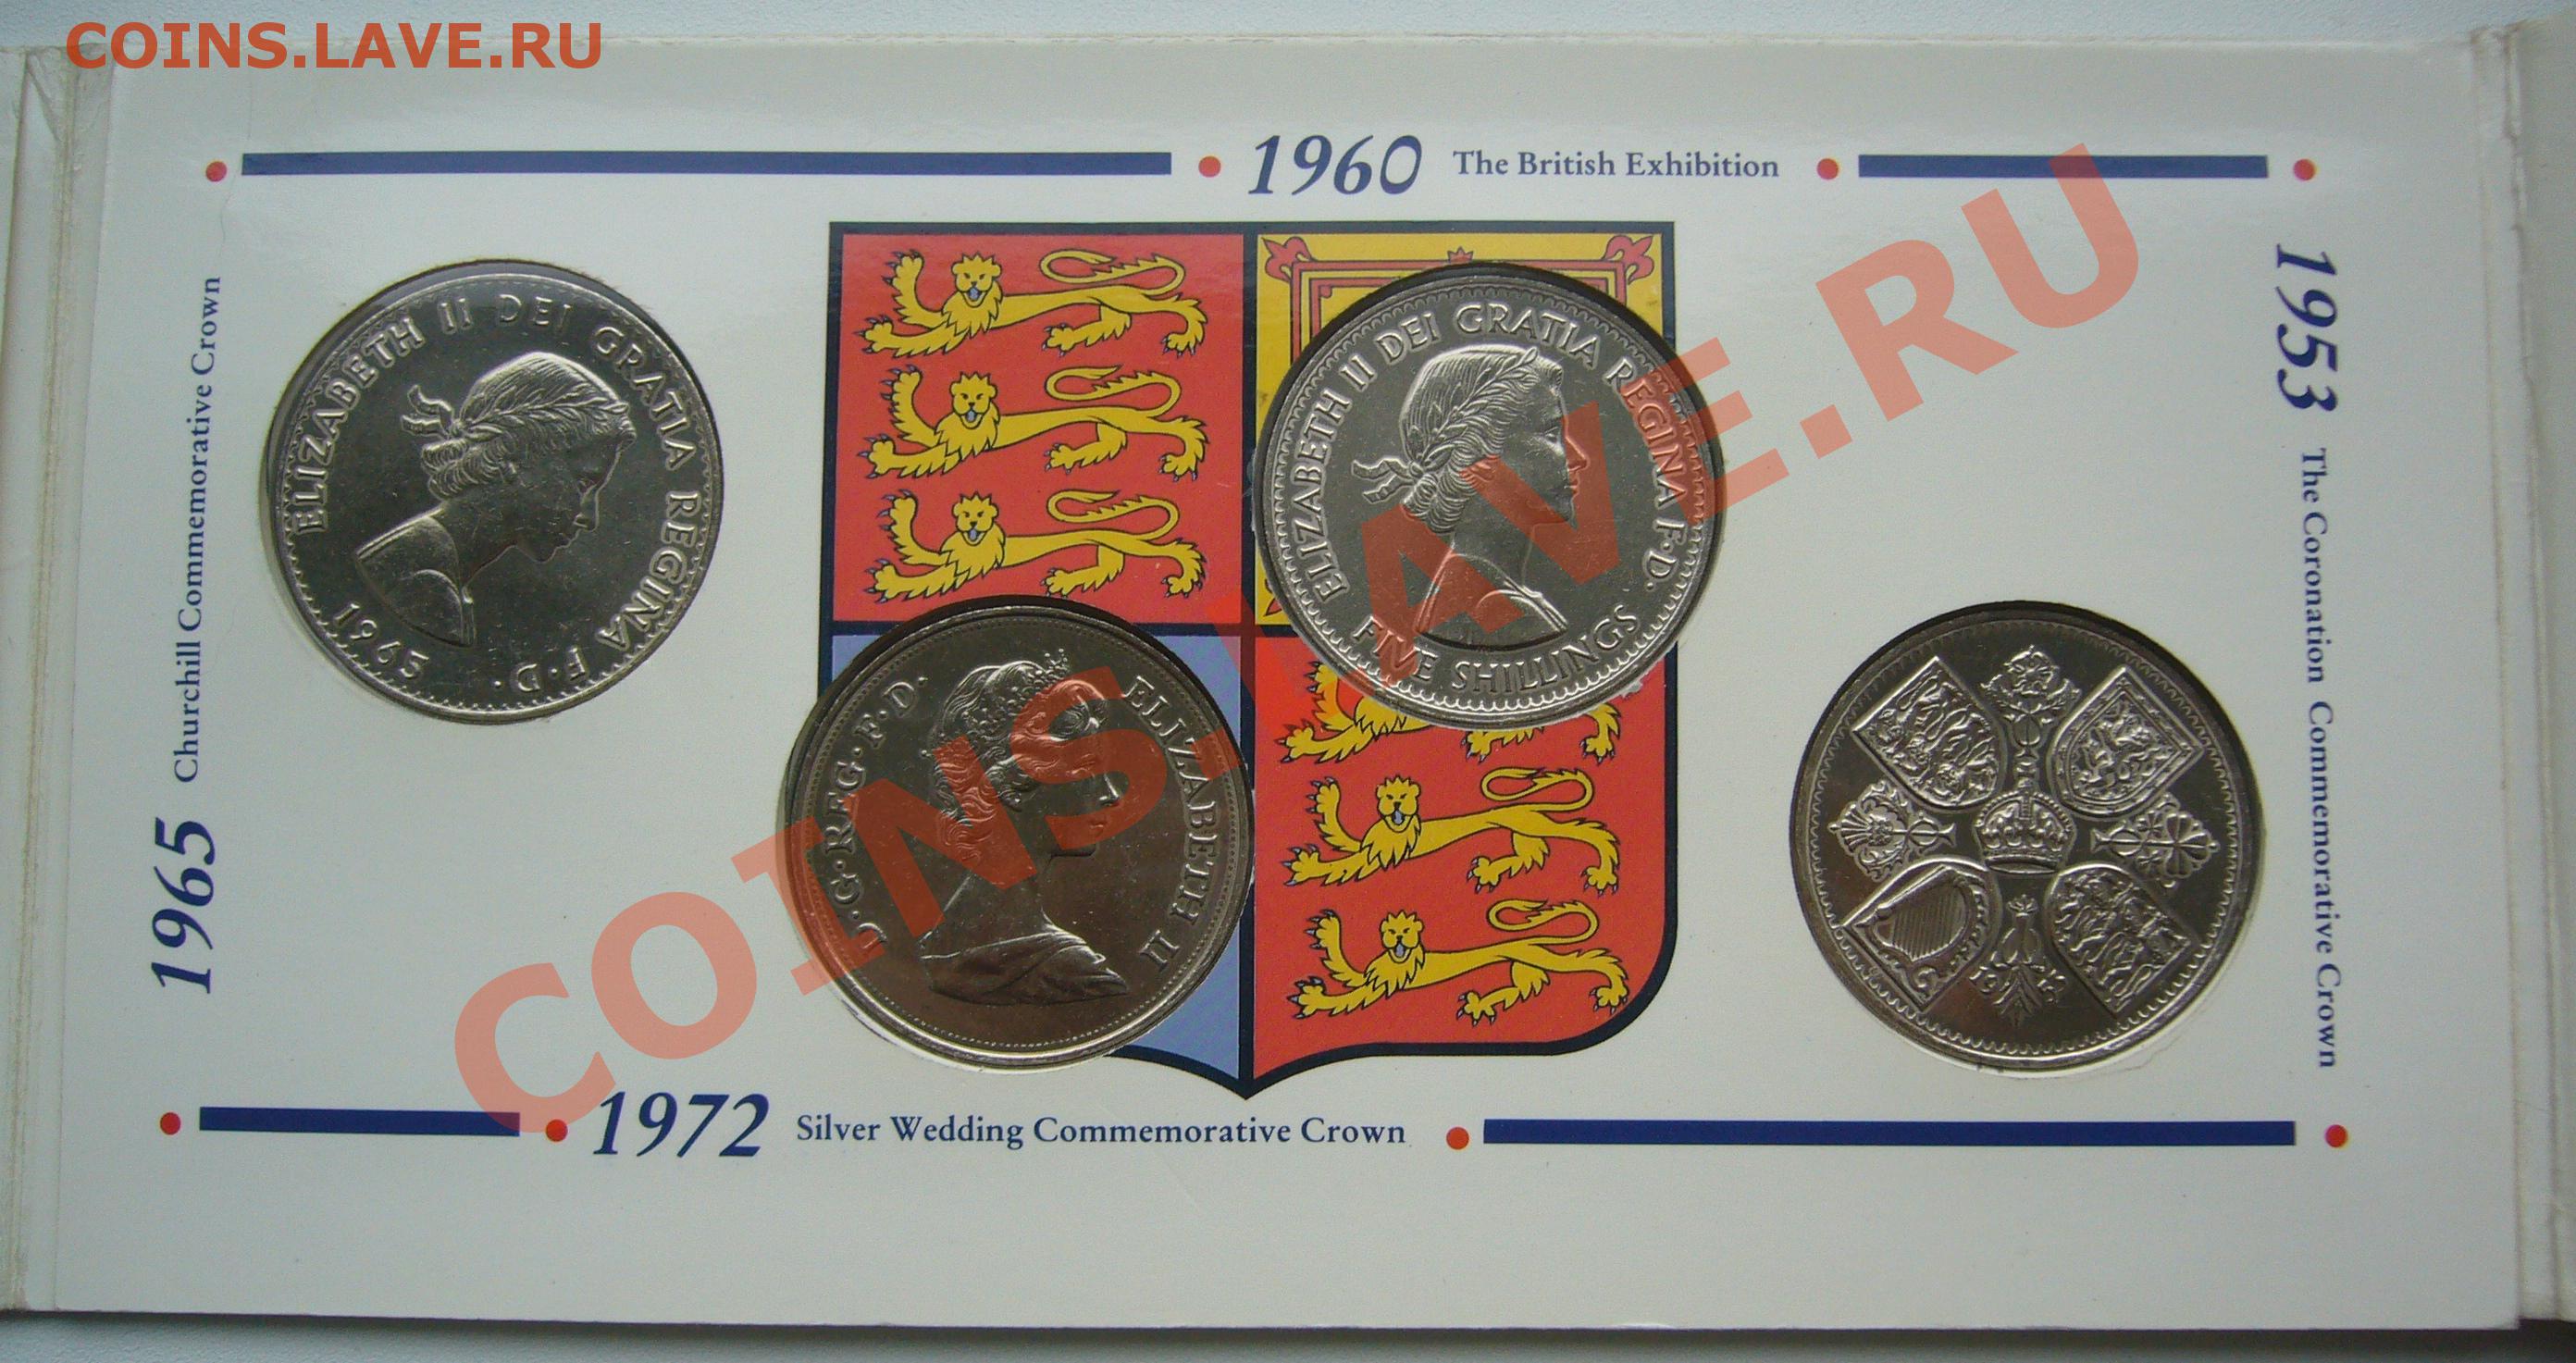 COINS.LAVE.RU
1960 The British Exhibition
1965 Churchill Commemorative Crown
1953 The Coronation Commemorative Crown
ELIZABETH II DEI GRATIA REGINA F·D·
1965
ELIZABETH II DEI GRATIA REGINA F·D·
FIVE SHILLINGS
D·G·REG·F·D· ELIZABETH II
COINS.LAVE.RU
1972 Silver Wedding Commemorative Crown